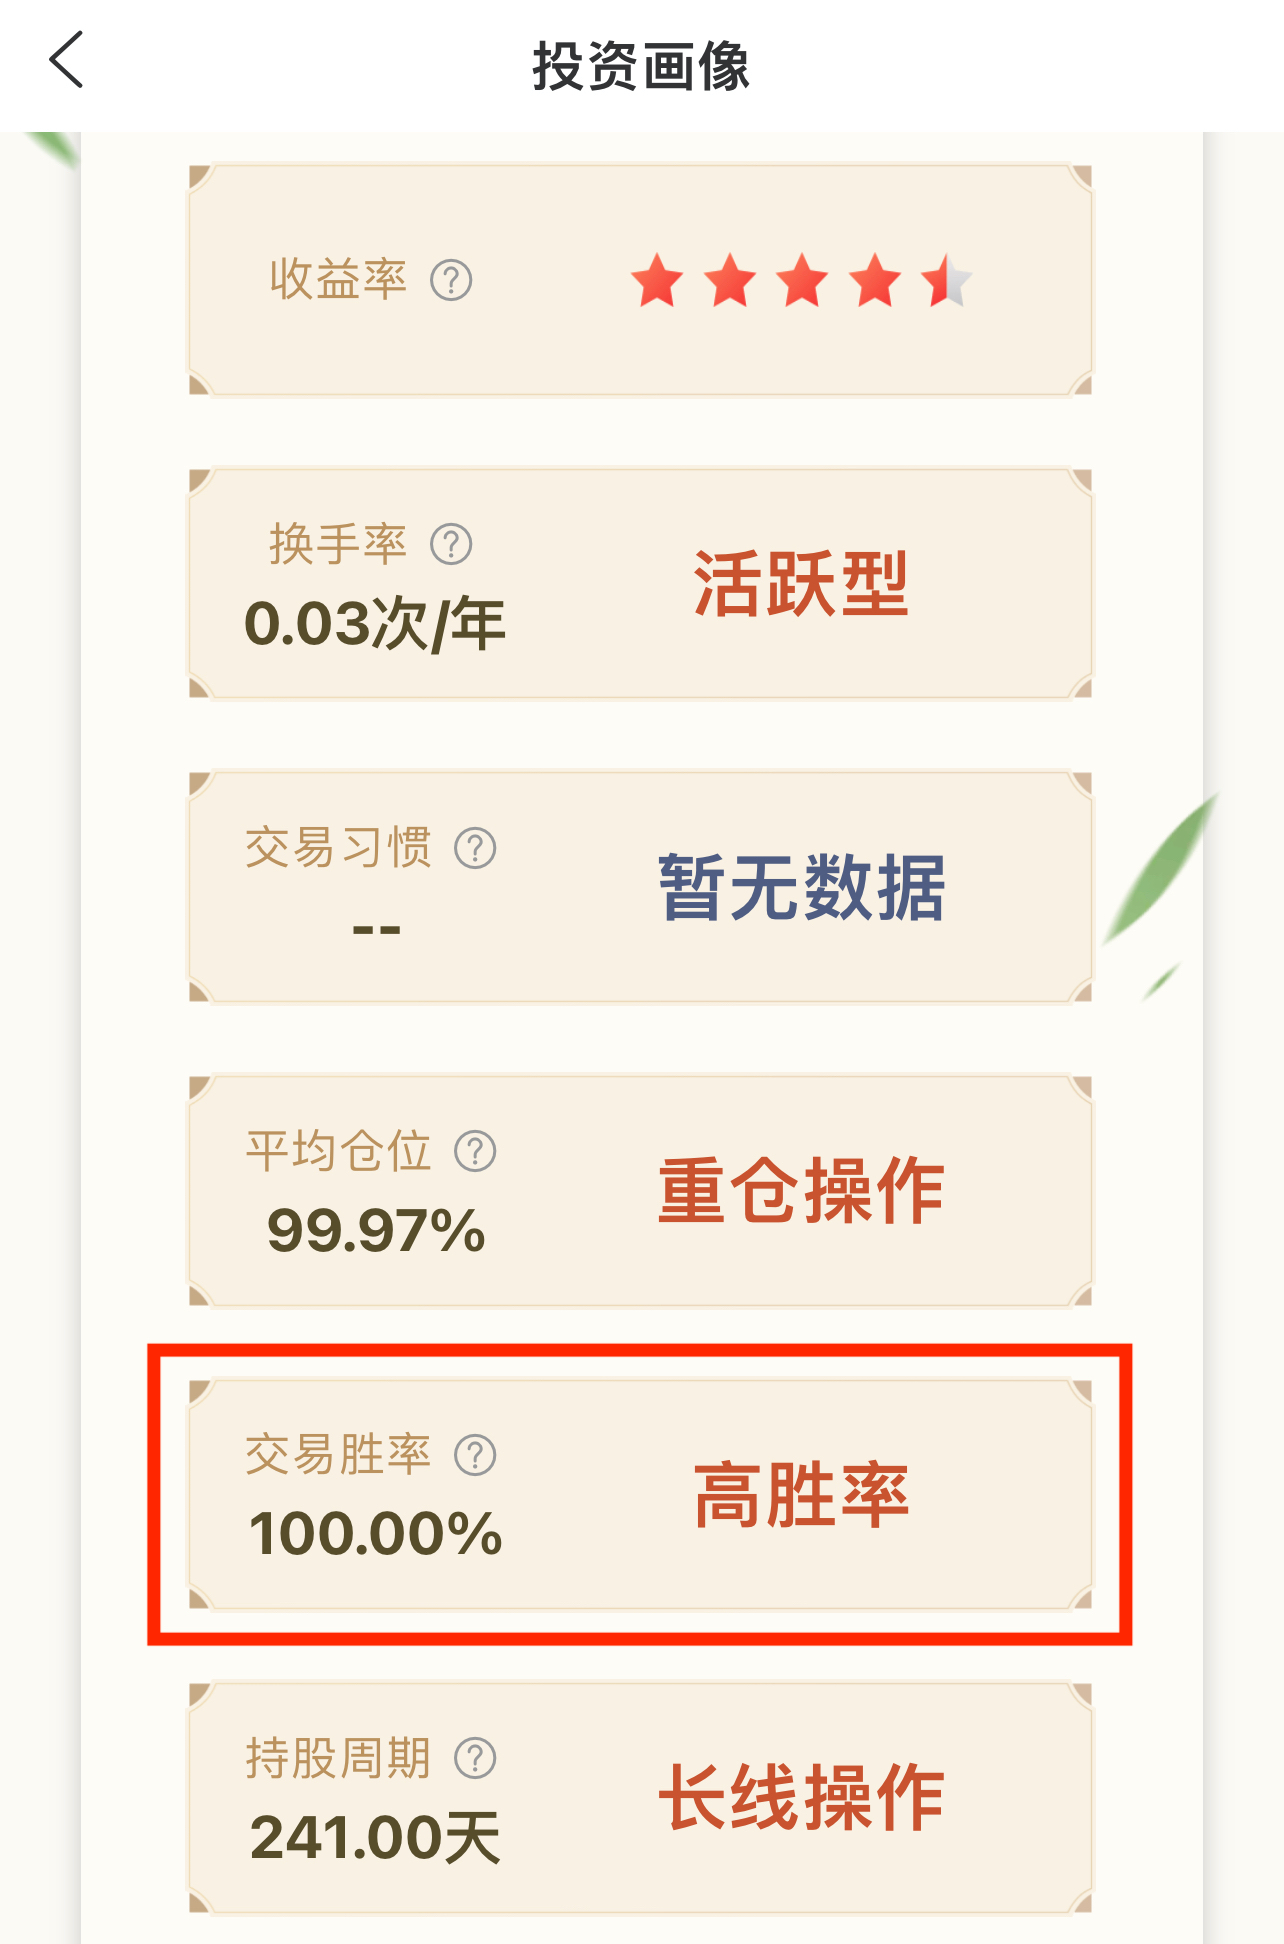 投资画像
收益率 ?
换手率 ?
0.03次/年
活跃型
交易习惯 ?
--
暂无数据
平均仓位 ?
99.97%
重仓操作
交易胜率 ?
100.00%
高胜率
持股周期 ?
241.00天
长线操作